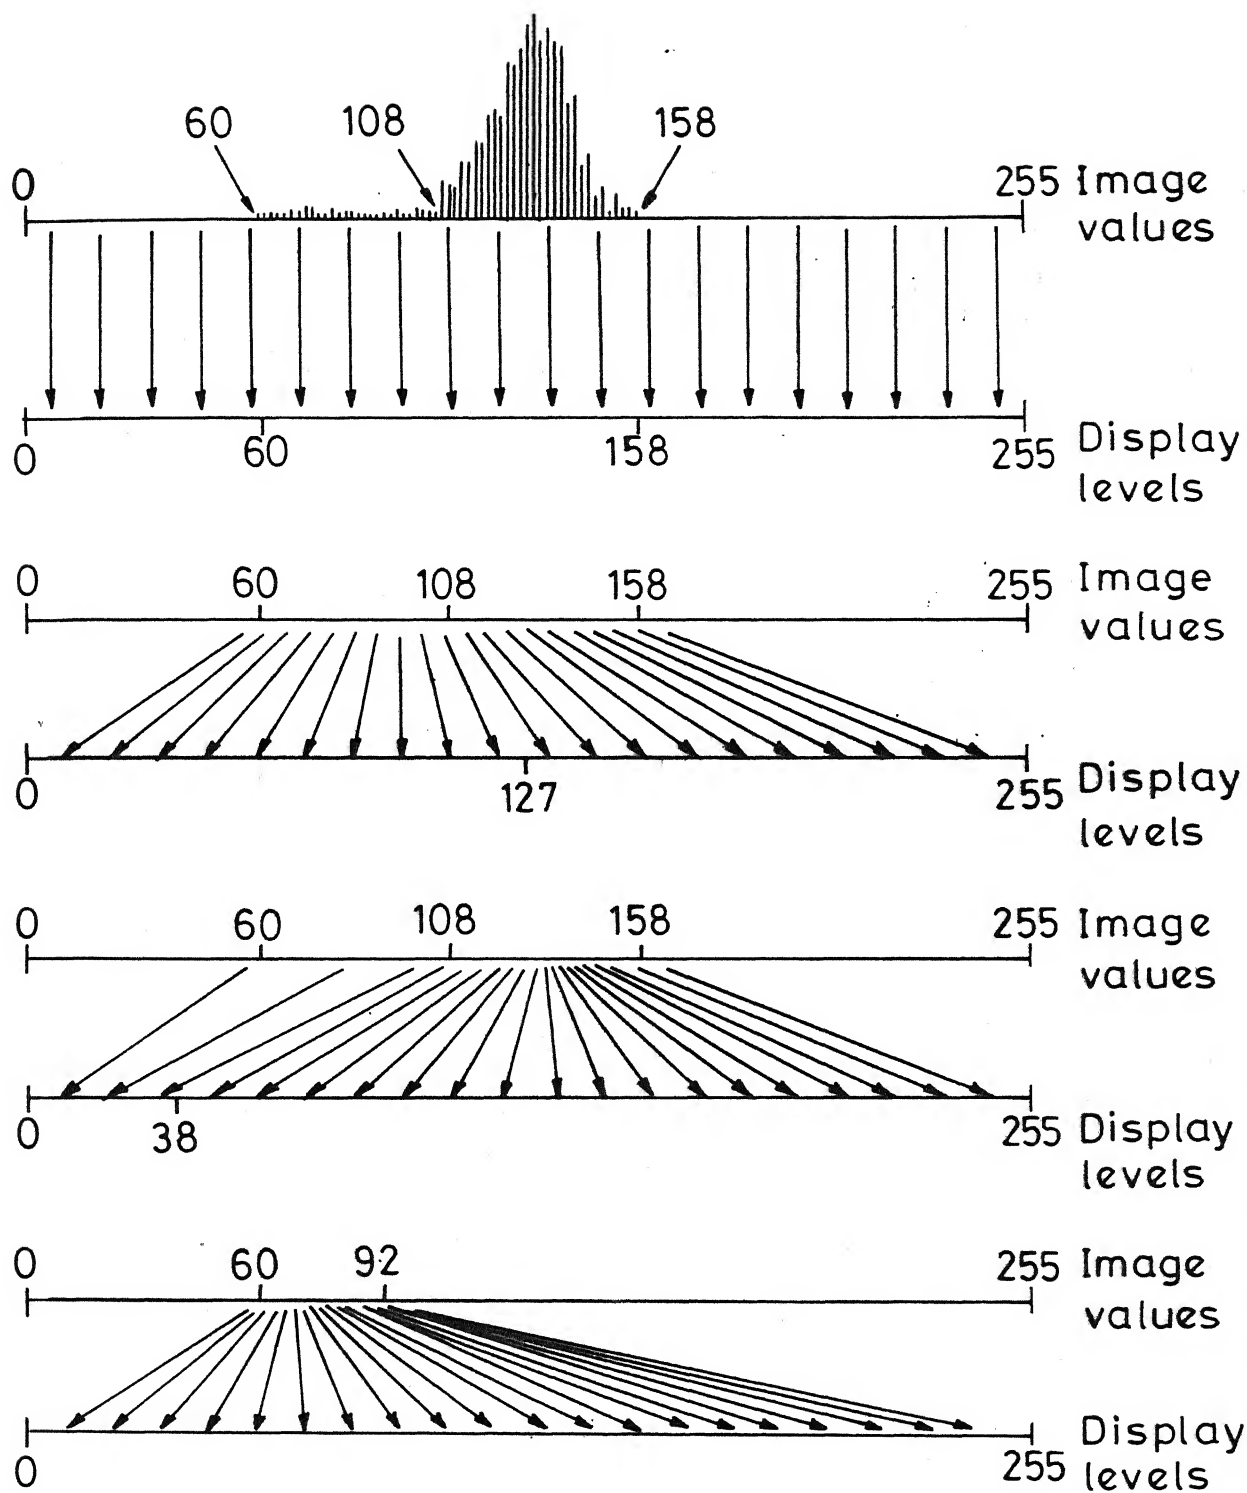 60 108 158
0 255 Image values
0 60 158 255 Display levels
0 60 108 158 255 Image values
0 127 255 Display levels
0 60 108 158 255 Image values
0 38 255 Display levels
0 60 92 255 Image values
0 255 Display levels